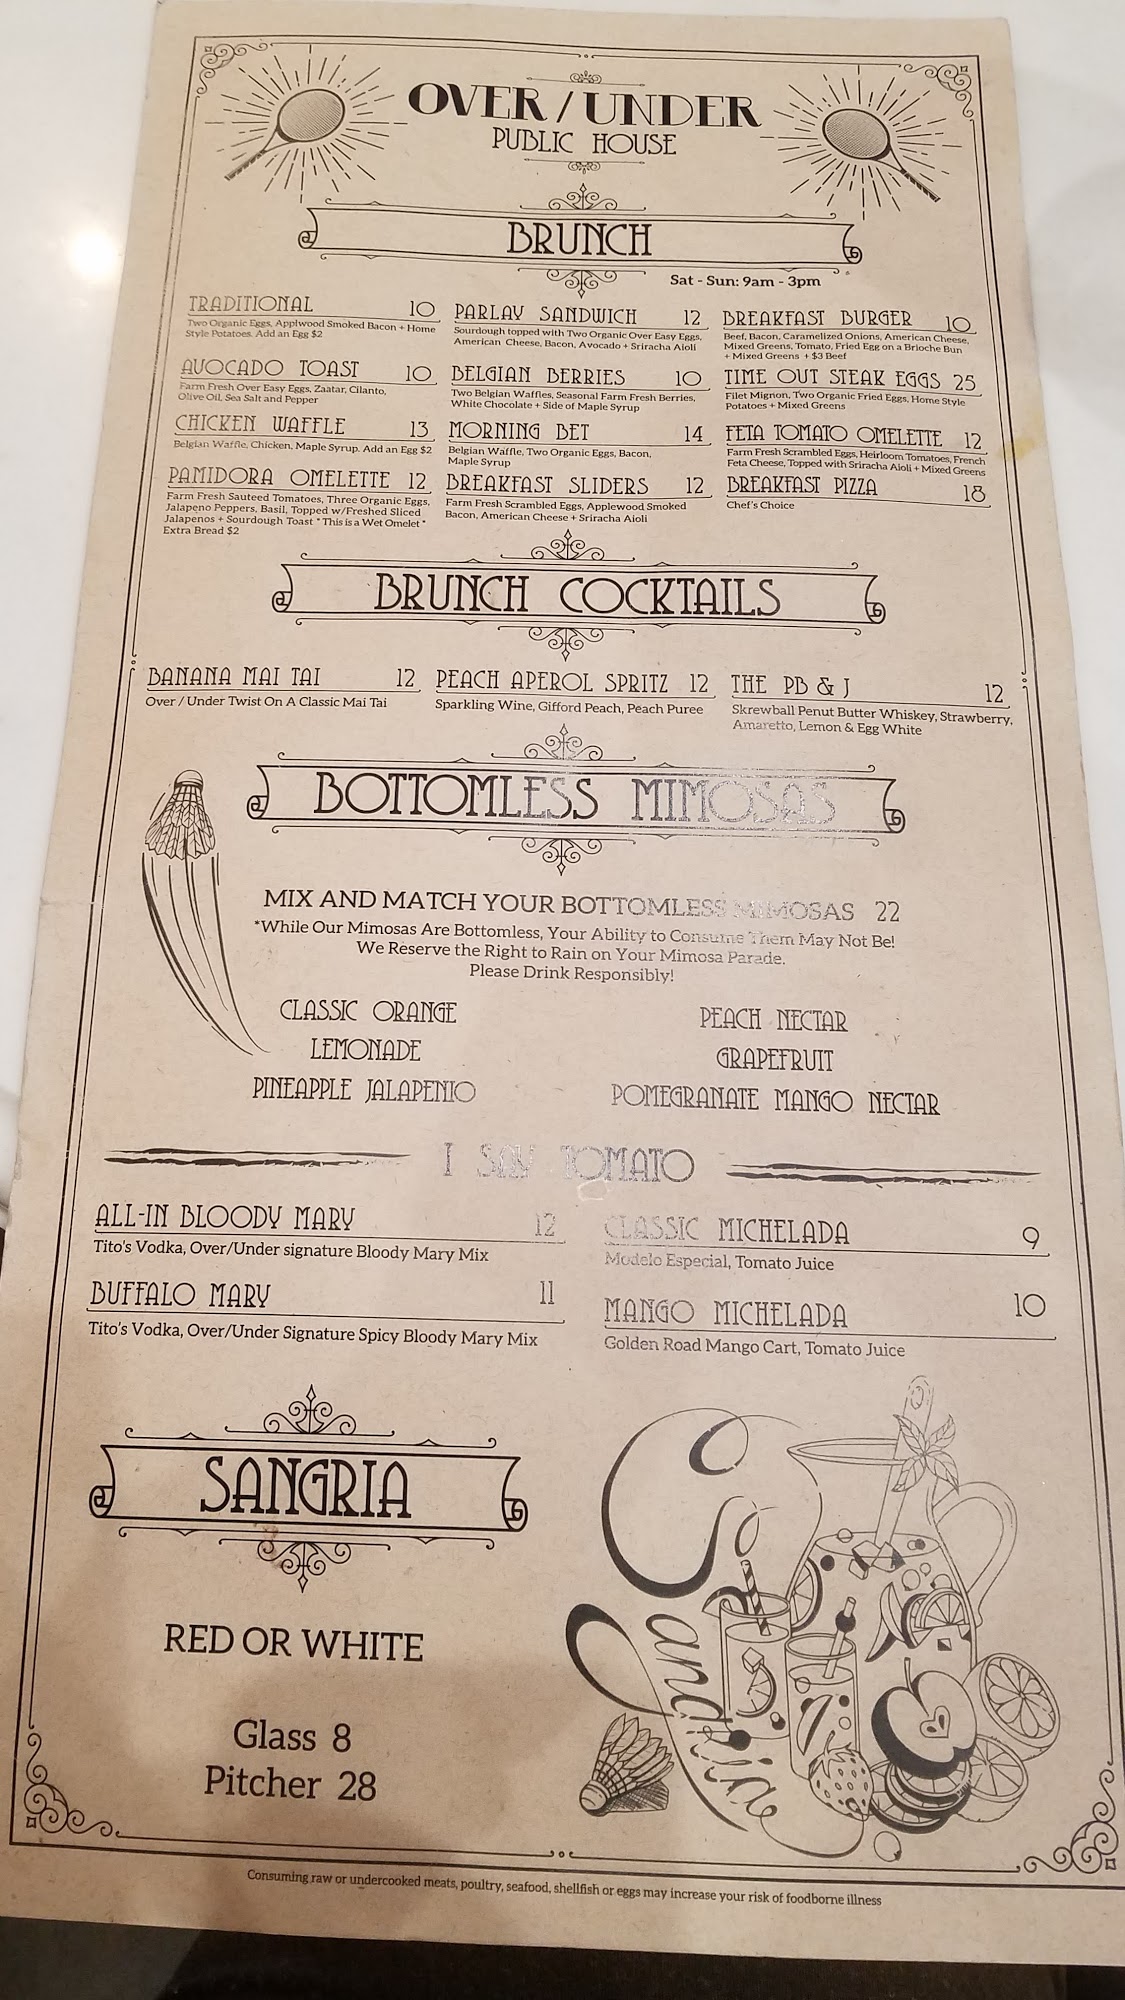 OVER / UNDER
PUBLIC HOUSE
BRUNCH
Sat - Sun: 9am - 3pm
TRADITIONAL 10
Two Organic Eggs, Applwood Smoked Bacon + Home
Style Potatoes. Add an Egg $2
AVOCADO TOAST 10
Farm Fresh Over Easy Eggs, Zaatar, Cilanto,
Olive Oil, Sea Salt and Pepper
CHICKEN WAFFLE 13
Belgian Waffle, Chicken, Maple Syrup. Add an Egg $2
PAMIDORA OMELETTE 12
Farm Fresh Sauteed Tomatoes, Three Organic Eggs,
Jalapeno Peppers, Basil, Topped w/Freshed Sliced
Jalapenos + Sourdough Toast *This is a Wet Omelet*
Extra Bread $2
PARLAY SANDWICH 12
Sourdough topped with Two Organic Over Easy Eggs,
American Cheese, Bacon, Avocado + Sriracha Aioli
BELGIAN BERRIES 10
Two Belgian Waffles, Seasonal Farm Fresh Berries,
White Chocolate + Side of Maple Syrup
MORNING BET 14
Belgian Waffle, Two Organic Eggs, Bacon,
Maple Syrup
BREAKFAST SLIDERS 12
Farm Fresh Scrambled Eggs, Applewood Smoked
Bacon, American Cheese + Sriracha Aioli
BREAKFAST BURGER 10
Beef, Bacon, Caramelized Onions, American Cheese,
Mixed Greens, Tomato, Fried Egg on a Brioche Bun
+ Mixed Greens + $3 Beef
TIME OUT STEAK EGGS 25
Filet Mignon, Two Organic Fried Eggs, Home Style
Potatoes + Mixed Greens
FETA TOMATO OMELETTE 12
Farm Fresh Scrambled Eggs, Heirloom Tomatoes, French
Feta Cheese, Topped with Sriracha Aioli + Mixed Greens
BREAKFAST PIZZA 18
Chef's Choice
BRUNCH COCKTAILS
BANANA MAI TAI 12
Over / Under Twist On A Classic Mai Tai
PEACH APEROL SPRITZ 12
Sparkling Wine, Gifford Peach, Peach Puree
THE PB & J 12
Skrewball Penut Butter Whiskey, Strawberry,
Amaretto, Lemon & Egg White
BOTTOMLESS MIMOSAS
MIX AND MATCH YOUR BOTTOMLESS MIMOSAS 22
*While Our Mimosas Are Bottomless, Your Ability to Consume Them May Not Be!
We Reserve the Right to Rain on Your Mimosa Parade.
Please Drink Responsibly!
CLASSIC ORANGE
LEMONADE
PINEAPPLE JALAPENIO
PEACH NECTAR
GRAPEFRUIT
POMEGRANATE MANGO NECTAR
I SAY TOMATO
ALL-IN BLOODY MARY 12
Tito's Vodka, Over/Under signature Bloody Mary Mix
BUFFALO MARY 11
Tito's Vodka, Over/Under Signature Spicy Bloody Mary Mix
CLASSIC MICHELADA 9
Modelo Especial, Tomato Juice
MANGO MICHELADA 10
Golden Road Mango Cart, Tomato Juice
SANGRIA
RED OR WHITE
Glass 8
Pitcher 28
Sangria
Consuming raw or undercooked meats, poultry, seafood, shellfish or eggs may increase your risk of foodborne illness